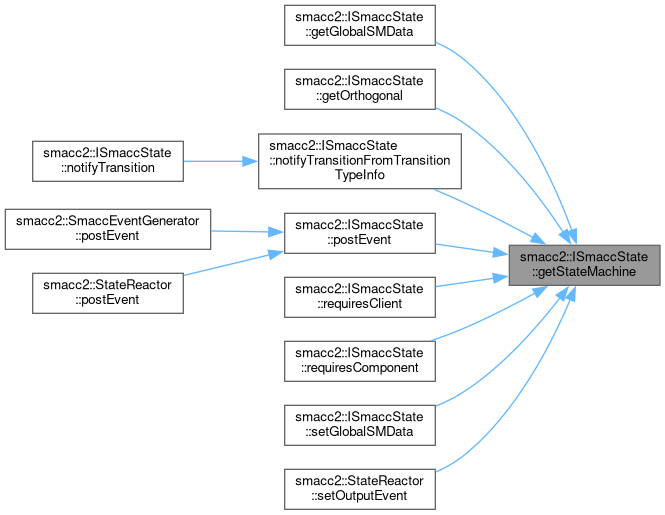 smacc2::ISmaccState
::getGlobalSMData
smacc2::ISmaccState
::getOrthogonal
smacc2::ISmaccState
::notifyTransition
smacc2::ISmaccState
::notifyTransitionFromTransition
TypeInfo
smacc2::SmaccEventGenerator
::postEvent
smacc2::ISmaccState
::postEvent
smacc2::ISmaccState
::getStateMachine
smacc2::StateReactor
::postEvent
smacc2::ISmaccState
::requiresClient
smacc2::ISmaccState
::requiresComponent
smacc2::ISmaccState
::setGlobalSMData
smacc2::StateReactor
::setOutputEvent